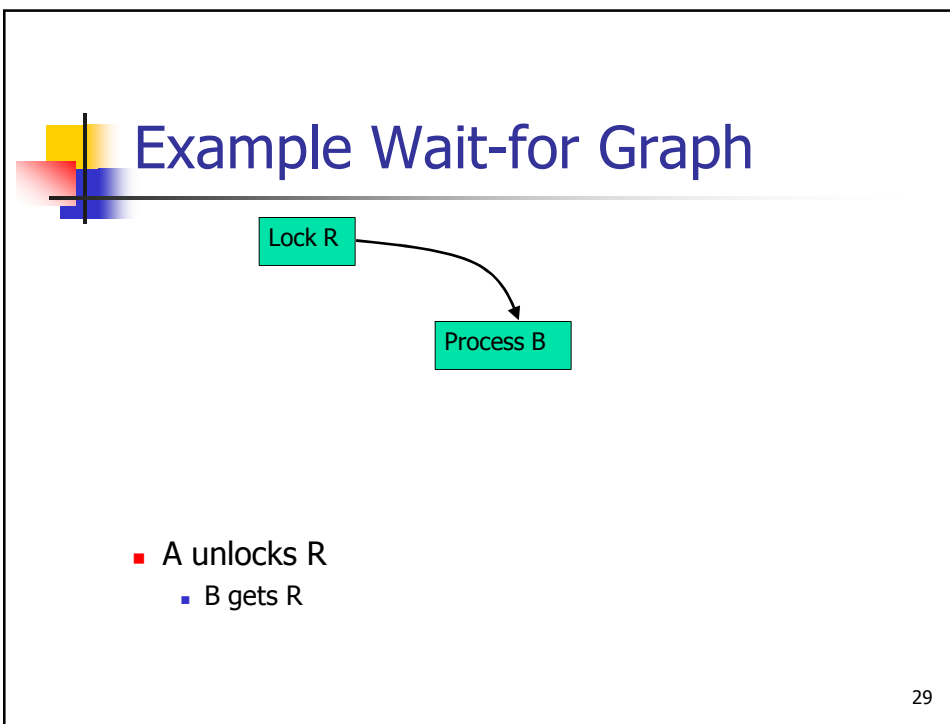 Example Wait-for Graph
Lock R
Process B
A unlocks R
B gets R
29